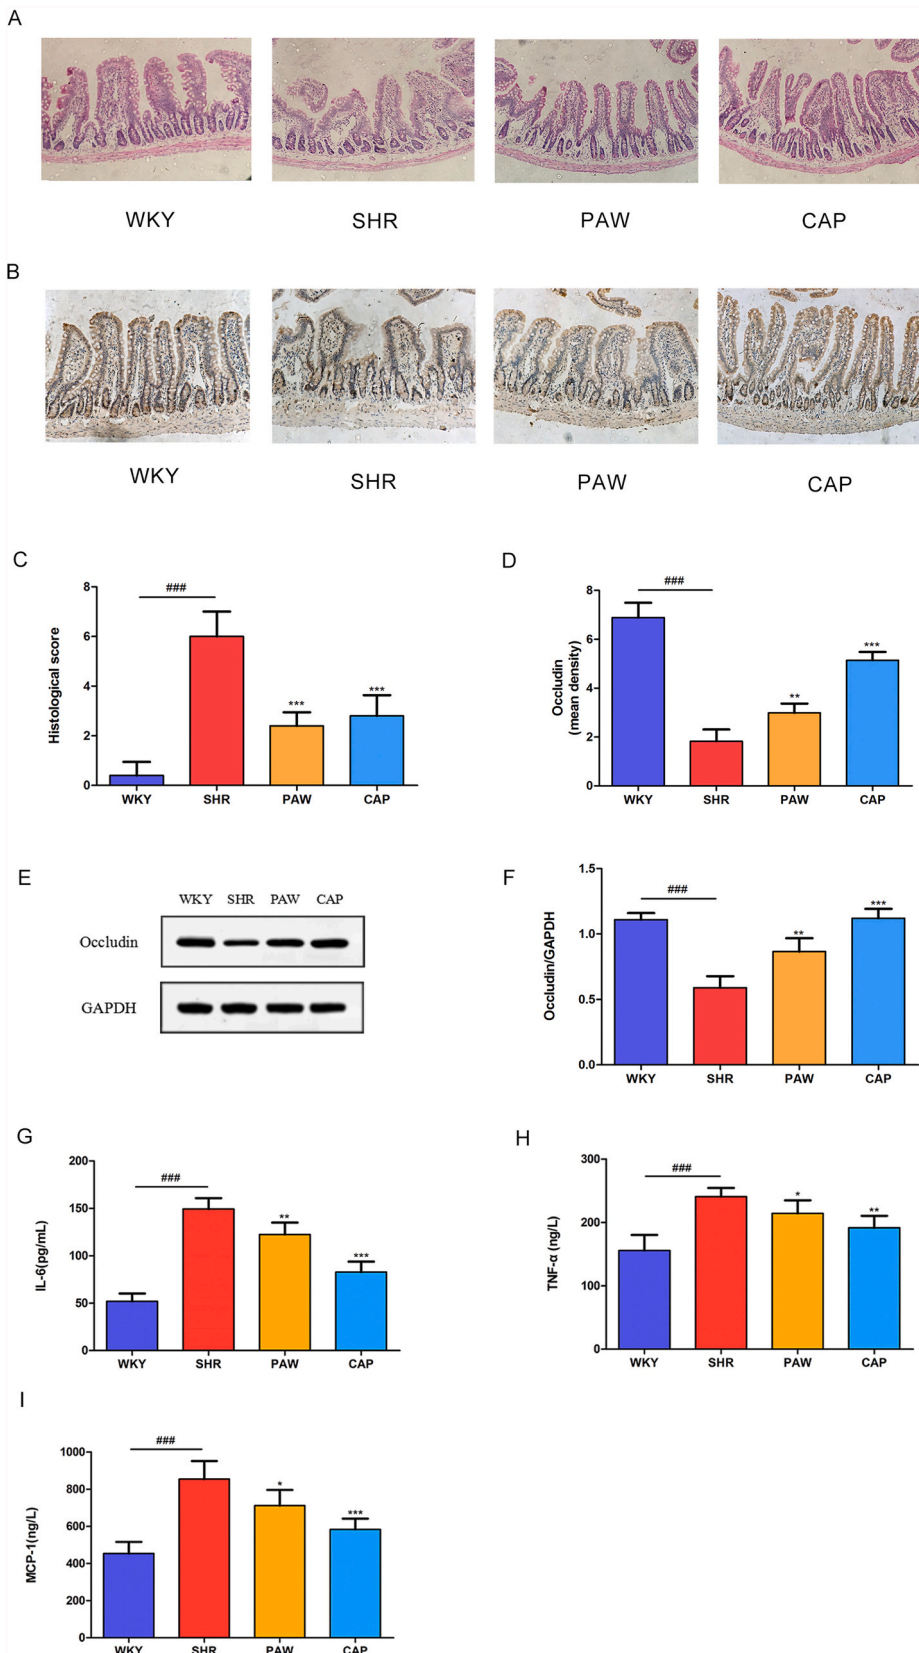 A
WKY SHR PAW CAP
B
WKY SHR PAW CAP
C
###
8
6
4
2
0
Histological score
*** ***
WKY SHR PAW CAP
D
###
8
6
4
2
0
Occludin
(mean density)
** ***
WKY SHR PAW CAP
E
WKY SHR PAW CAP
Occludin
GAPDH
F
###
1.5
1.0
0.5
0.0
Occludin/GAPDH
** ***
WKY SHR PAW CAP
G
###
200
150
100
50
0
IL-6(pg/mL)
** ***
WKY SHR PAW CAP
H
###
300
200
100
0
TNF-α (ng/L)
* **
WKY SHR PAW CAP
I
###
1000
800
600
400
200
0
MCP-1(ng/L)
* ***
WKY SHR PAW CAP